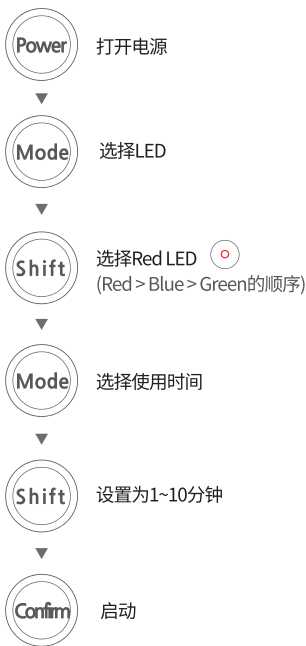 Power 打开电源
Mode 选择LED
Shift 选择Red LED
(Red > Blue > Green的顺序)
Mode 选择使用时间
Shift 设置为1~10分钟
Confirm 启动